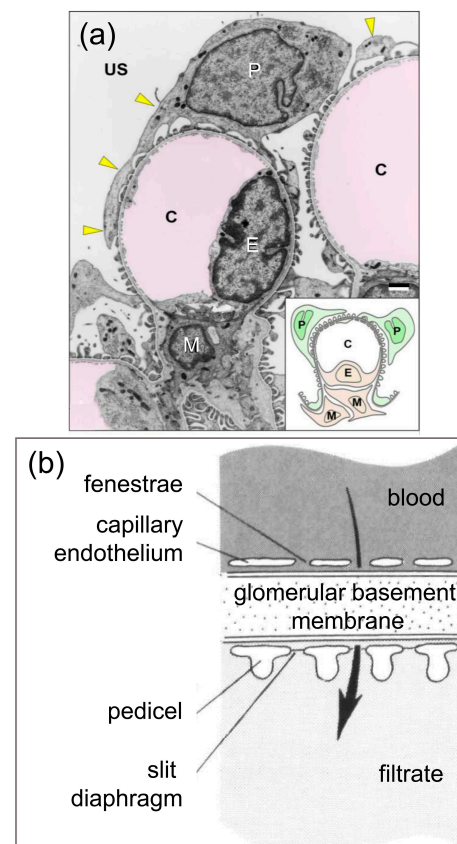 (a)
P
US
C
C
E
M
P
P
C
E
M
M
(b)
fenestrae
blood
capillary
endothelium
glomerular basement
membrane
pedicel
slit
diaphragm
filtrate